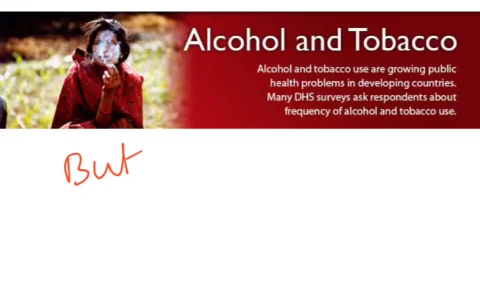 Alcohol and Tobacco
Alcohol and tobacco use are growing public
health problems in developing countries.
Many DHS surveys ask respondents about
frequency of alcohol and tobacco use.
But